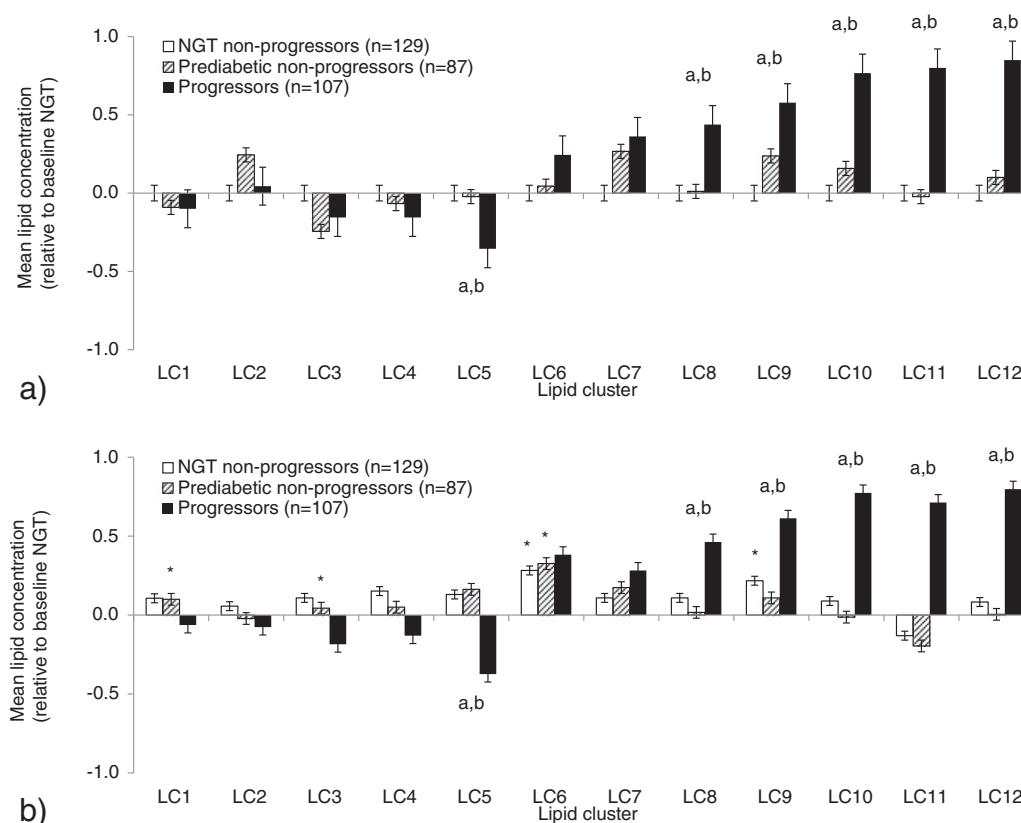 a,b a,b a,b
1.0
NGT non-progressors (n=129)
Prediabetic non-progressors (n=87)
Progressors (n=107)
a,b a,b
0.5
0.0
-0.5
a,b
-1.0
Mean lipid concentration
(relative to baseline NGT)
LC1 LC2 LC3 LC4 LC5 LC6 LC7 LC8 LC9 LC10 LC11 LC12
Lipid cluster
a)
1.0
NGT non-progressors (n=129)
Prediabetic non-progressors (n=87)
Progressors (n=107)
a,b a,b a,b a,b a,b
0.5
* * * * *
0.0
-0.5
a,b
-1.0
Mean lipid concentration
(relative to baseline NGT)
LC1 LC2 LC3 LC4 LC5 LC6 LC7 LC8 LC9 LC10 LC11 LC12
Lipid cluster
b)